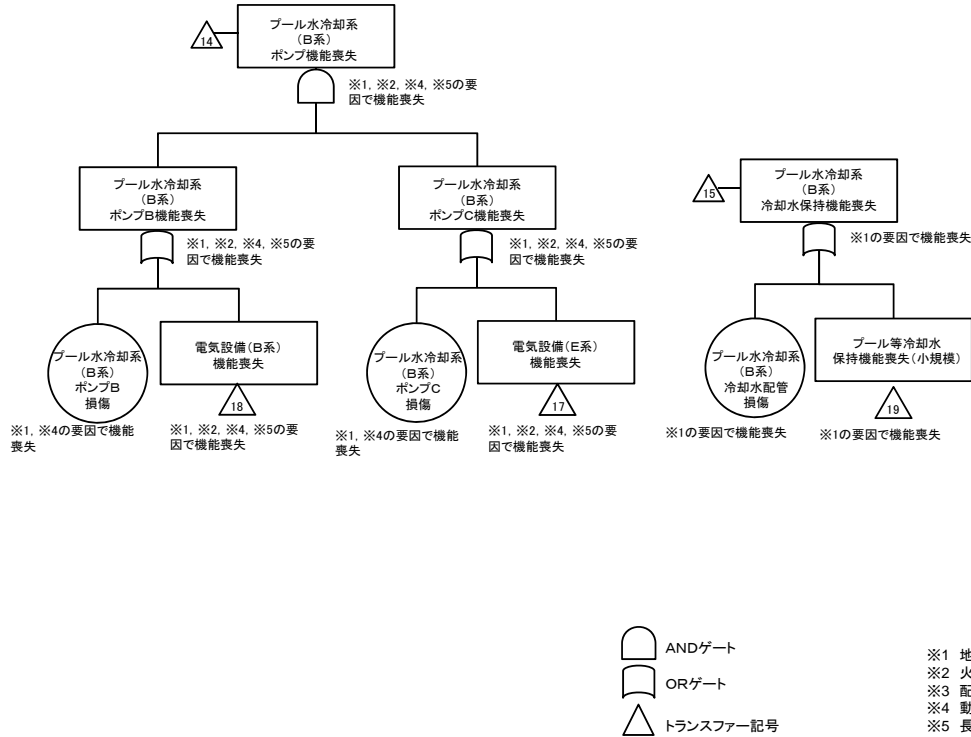 プール水冷却系
(B系)
ポンプ機能喪失
14
※1, ※2, ※4, ※5の要
因で機能喪失
プール水冷却系
(B系)
ポンプB機能喪失
※1, ※2, ※4, ※5の要
因で機能喪失
プール水冷却系
(B系)
ポンプC機能喪失
※1, ※2, ※4, ※5の要
因で機能喪失
プール水冷却系
(B系)
冷却水保持機能喪失
15
※1の要因で機能喪失
プール水冷却系
(B系)
ポンプB
損傷
※1, ※4の要因で機能
喪失
電気設備(B系)
機能喪失
18
※1, ※2, ※4, ※5の要
因で機能喪失
プール水冷却系
(B系)
ポンプC
損傷
※1, ※4の要因で機能
喪失
電気設備(E系)
機能喪失
17
※1, ※2, ※4, ※5の要
因で機能喪失
プール水冷却系
(B系)
冷却水配管
損傷
※1の要因で機能喪失
プール等冷却水
保持機能喪失(小規模)
19
※1の要因で機能喪失
ANDゲート
ORゲート
トランスファー記号
※1 地
※2 火
※3 配
※4 動
※5 長